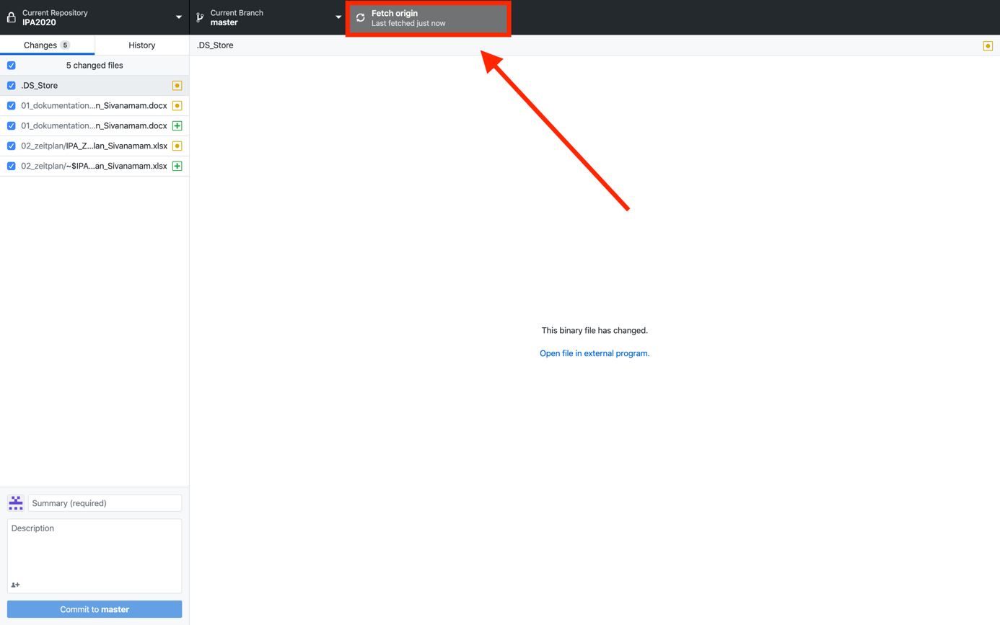 Current Repository
IPA2020
Current Branch
master
Fetch origin
Last fetched just now
Changes 5
History
.DS_Store
5 changed files
.DS_Store
01_dokumentation...n_Sivanamam.docx
01_dokumentation...n_Sivanamam.docx
02_zeitplan/IPA_Z...lan_Sivanamam.xlsx
02_zeitplan/~$IPA...an_Sivanamam.xlsx
This binary file has changed.
Open file in external program.
Summary (required)
Description
Commit to master